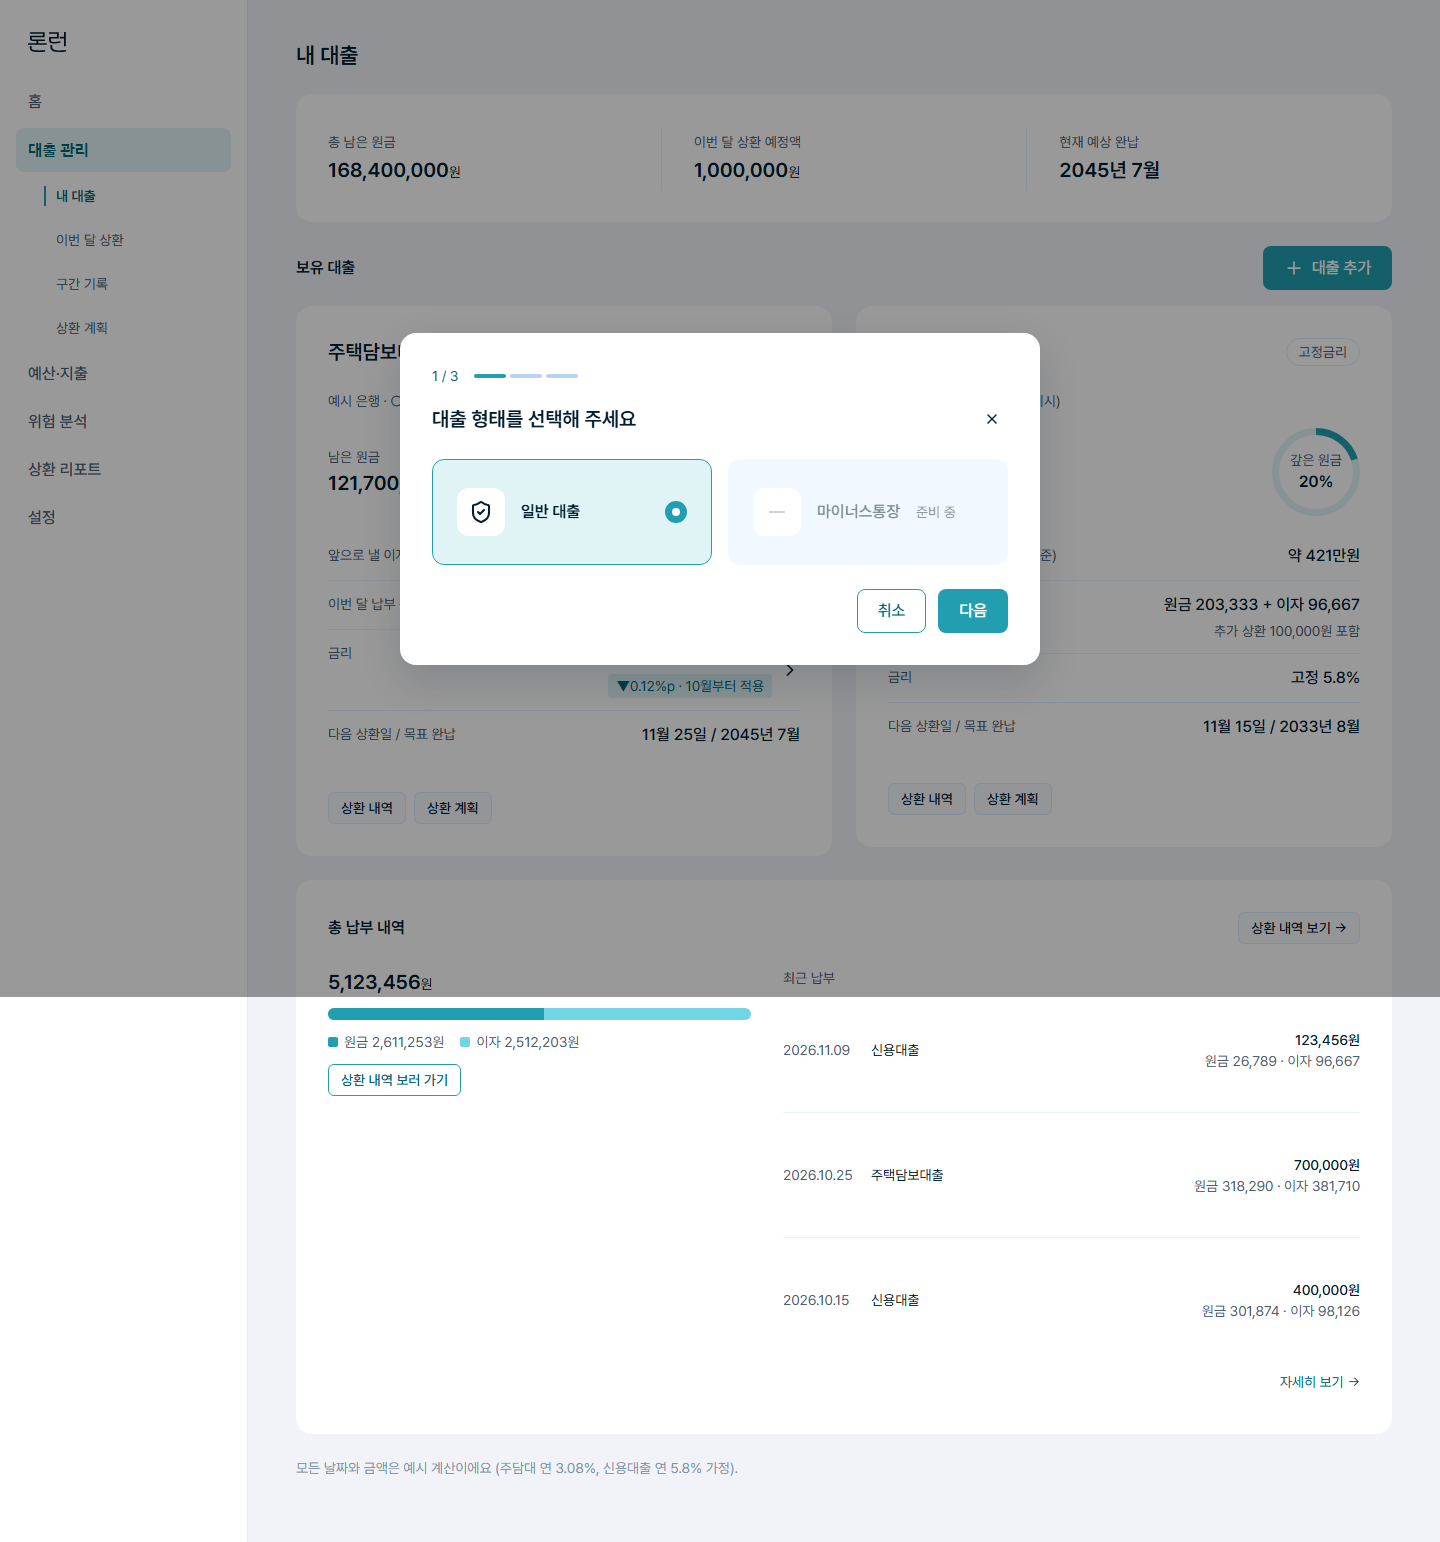 론런
홈
대출 관리
내 대출
이번 달 상환
구간 기록
상환 계획
예산·지출
위험 분석
상환 리포트
설정
내 대출
총 남은 원금
168,400,000원
이번 달 상환 예정액
1,000,000원
현재 예상 완납
2045년 7월
보유 대출
+ 대출 추가
주택담보
예시 은행 ·
남은 원금
121,700,
앞으로 낼 이자
이번 달 납부
금리
▼0.12%p · 10월부터 적용
다음 상환일 / 목표 완납
11월 25일 / 2045년 7월
상환 내역
상환 계획
고정금리
시)
갚은 원금
20%
준)
약 421만원
원금 203,333 + 이자 96,667
추가 상환 100,000원 포함
금리
고정 5.8%
다음 상환일 / 목표 완납
11월 15일 / 2033년 8월
상환 내역
상환 계획
1 / 3
대출 형태를 선택해 주세요
일반 대출
마이너스통장 준비 중
취소
다음
총 납부 내역
상환 내역 보기 →
5,123,456원
원금 2,611,253원
이자 2,512,203원
상환 내역 보러 가기
최근 납부
2026.11.09 신용대출
123,456원
원금 26,789 · 이자 96,667
2026.10.25 주택담보대출
700,000원
원금 318,290 · 이자 381,710
2026.10.15 신용대출
400,000원
원금 301,874 · 이자 98,126
자세히 보기 →
모든 날짜와 금액은 예시 계산이에요 (주담대 연 3.08%, 신용대출 연 5.8% 가정).